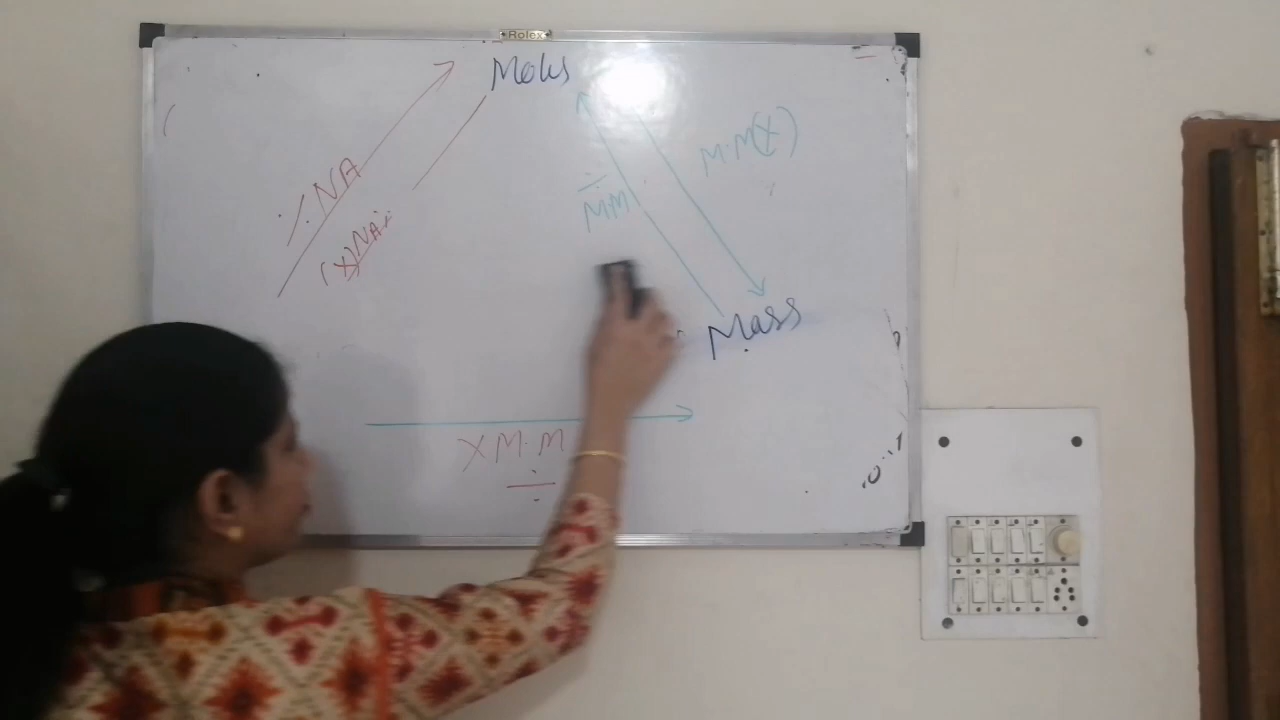 Rolex
Moles
M.M(X)
÷ NA
÷
MM
(X)NA
Mass
X M.M
÷